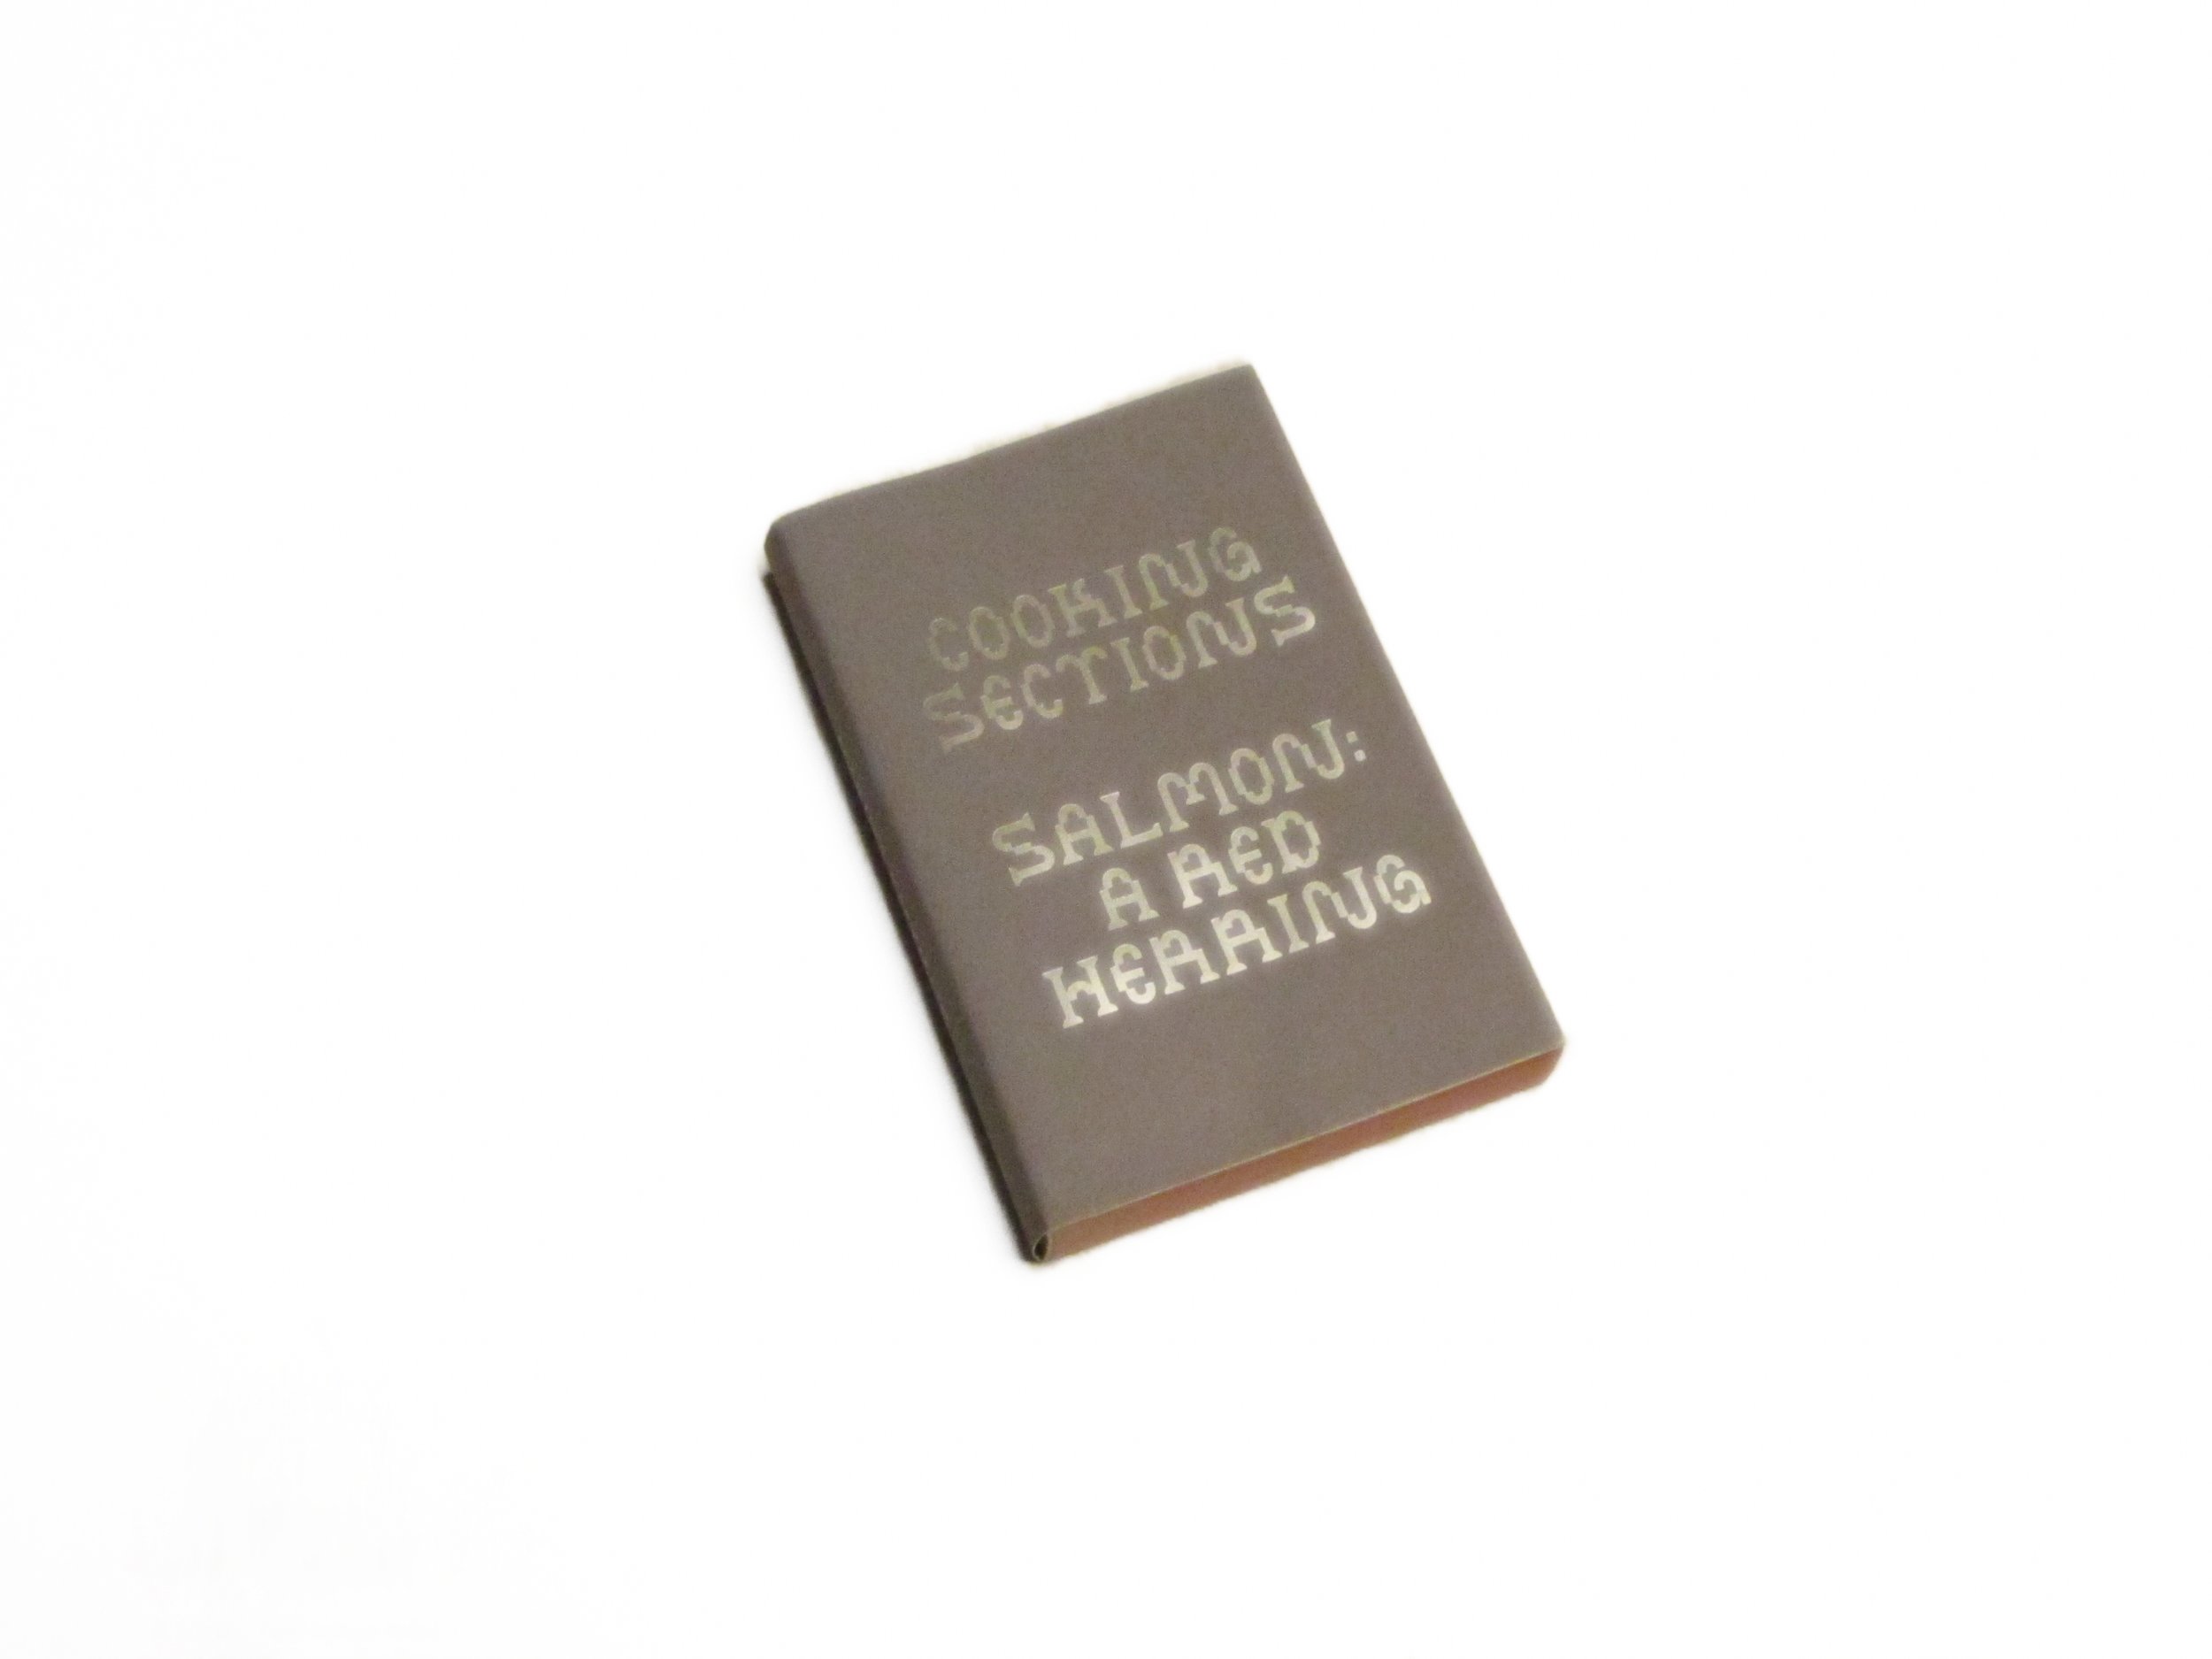 COOKING
SECTIONS
SALMON:
A RED
HERRING